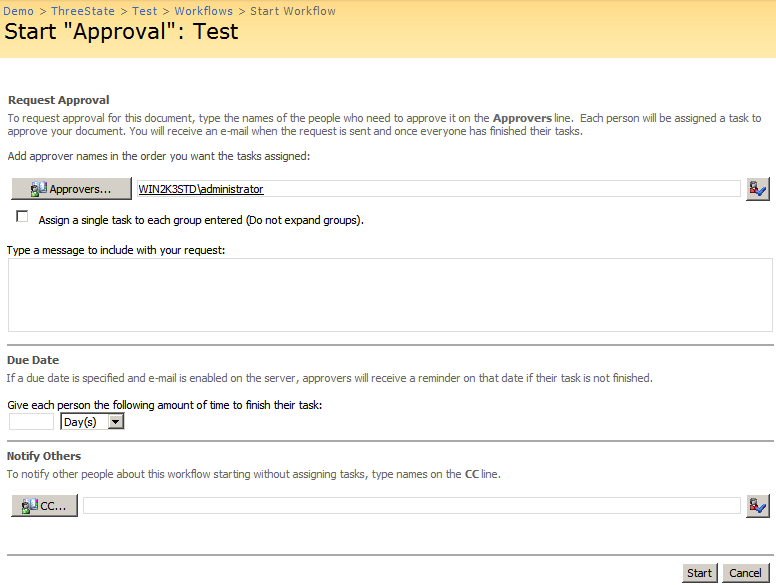 Demo > ThreeState > Test > Workflows > Start Workflow
Start "Approval": Test
Request Approval
To request approval for this document, type the names of the people who need to approve it on the Approvers line. Each person will be assigned a task to
approve your document. You will receive an e-mail when the request is sent and once everyone has finished their tasks.
Add approver names in the order you want the tasks assigned:
Approvers... WIN2K3STD\administrator
Assign a single task to each group entered (Do not expand groups).
Type a message to include with your request:
Due Date
If a due date is specified and e-mail is enabled on the server, approvers will receive a reminder on that date if their task is not finished.
Give each person the following amount of time to finish their task:
Day(s)
Notify Others
To notify other people about this workflow starting without assigning tasks, type names on the CC line.
CC...
Start Cancel